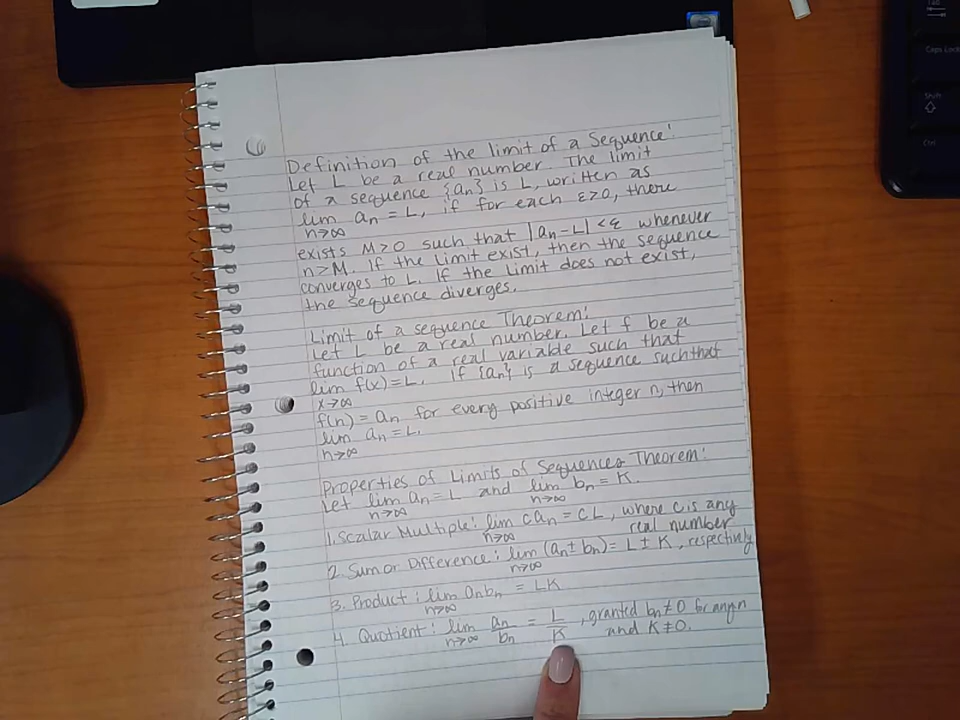 Definition of the limit of a Sequence:
Let L be a real number. The limit
of a sequence {an} is L, written as
lim an = L, if for each ε>0, there
n→∞
exists M>0 such that |an-L| <ε whenever
n>M. If the limit exist, then the sequence
converges to L. If the limit does not exist,
the sequence diverges.
Limit of a sequence Theorem:
Let L be a real number. Let f be a
function of a real variable such that
lim f(x) = L. If {an} is a sequence such that
x→∞
f(n) = an for every positive integer n, then
lim an = L.
n→∞
Properties of Limits of Sequences Theorem:
Let lim an = L and lim bn = K.
n→∞ n→∞
1. Scalar Multiple: lim can = cL, where c is any
n→∞ real number
2. Sum or Difference: lim (an ± bn) = L ± K, respectively
n→∞
3. Product: lim anbn = LK
n→∞
4. Quotient: lim an/bn = L/K, granted bn≠0 for any n
n→∞ and K≠0.
Tab
Caps Lock
Shift
Ctrl